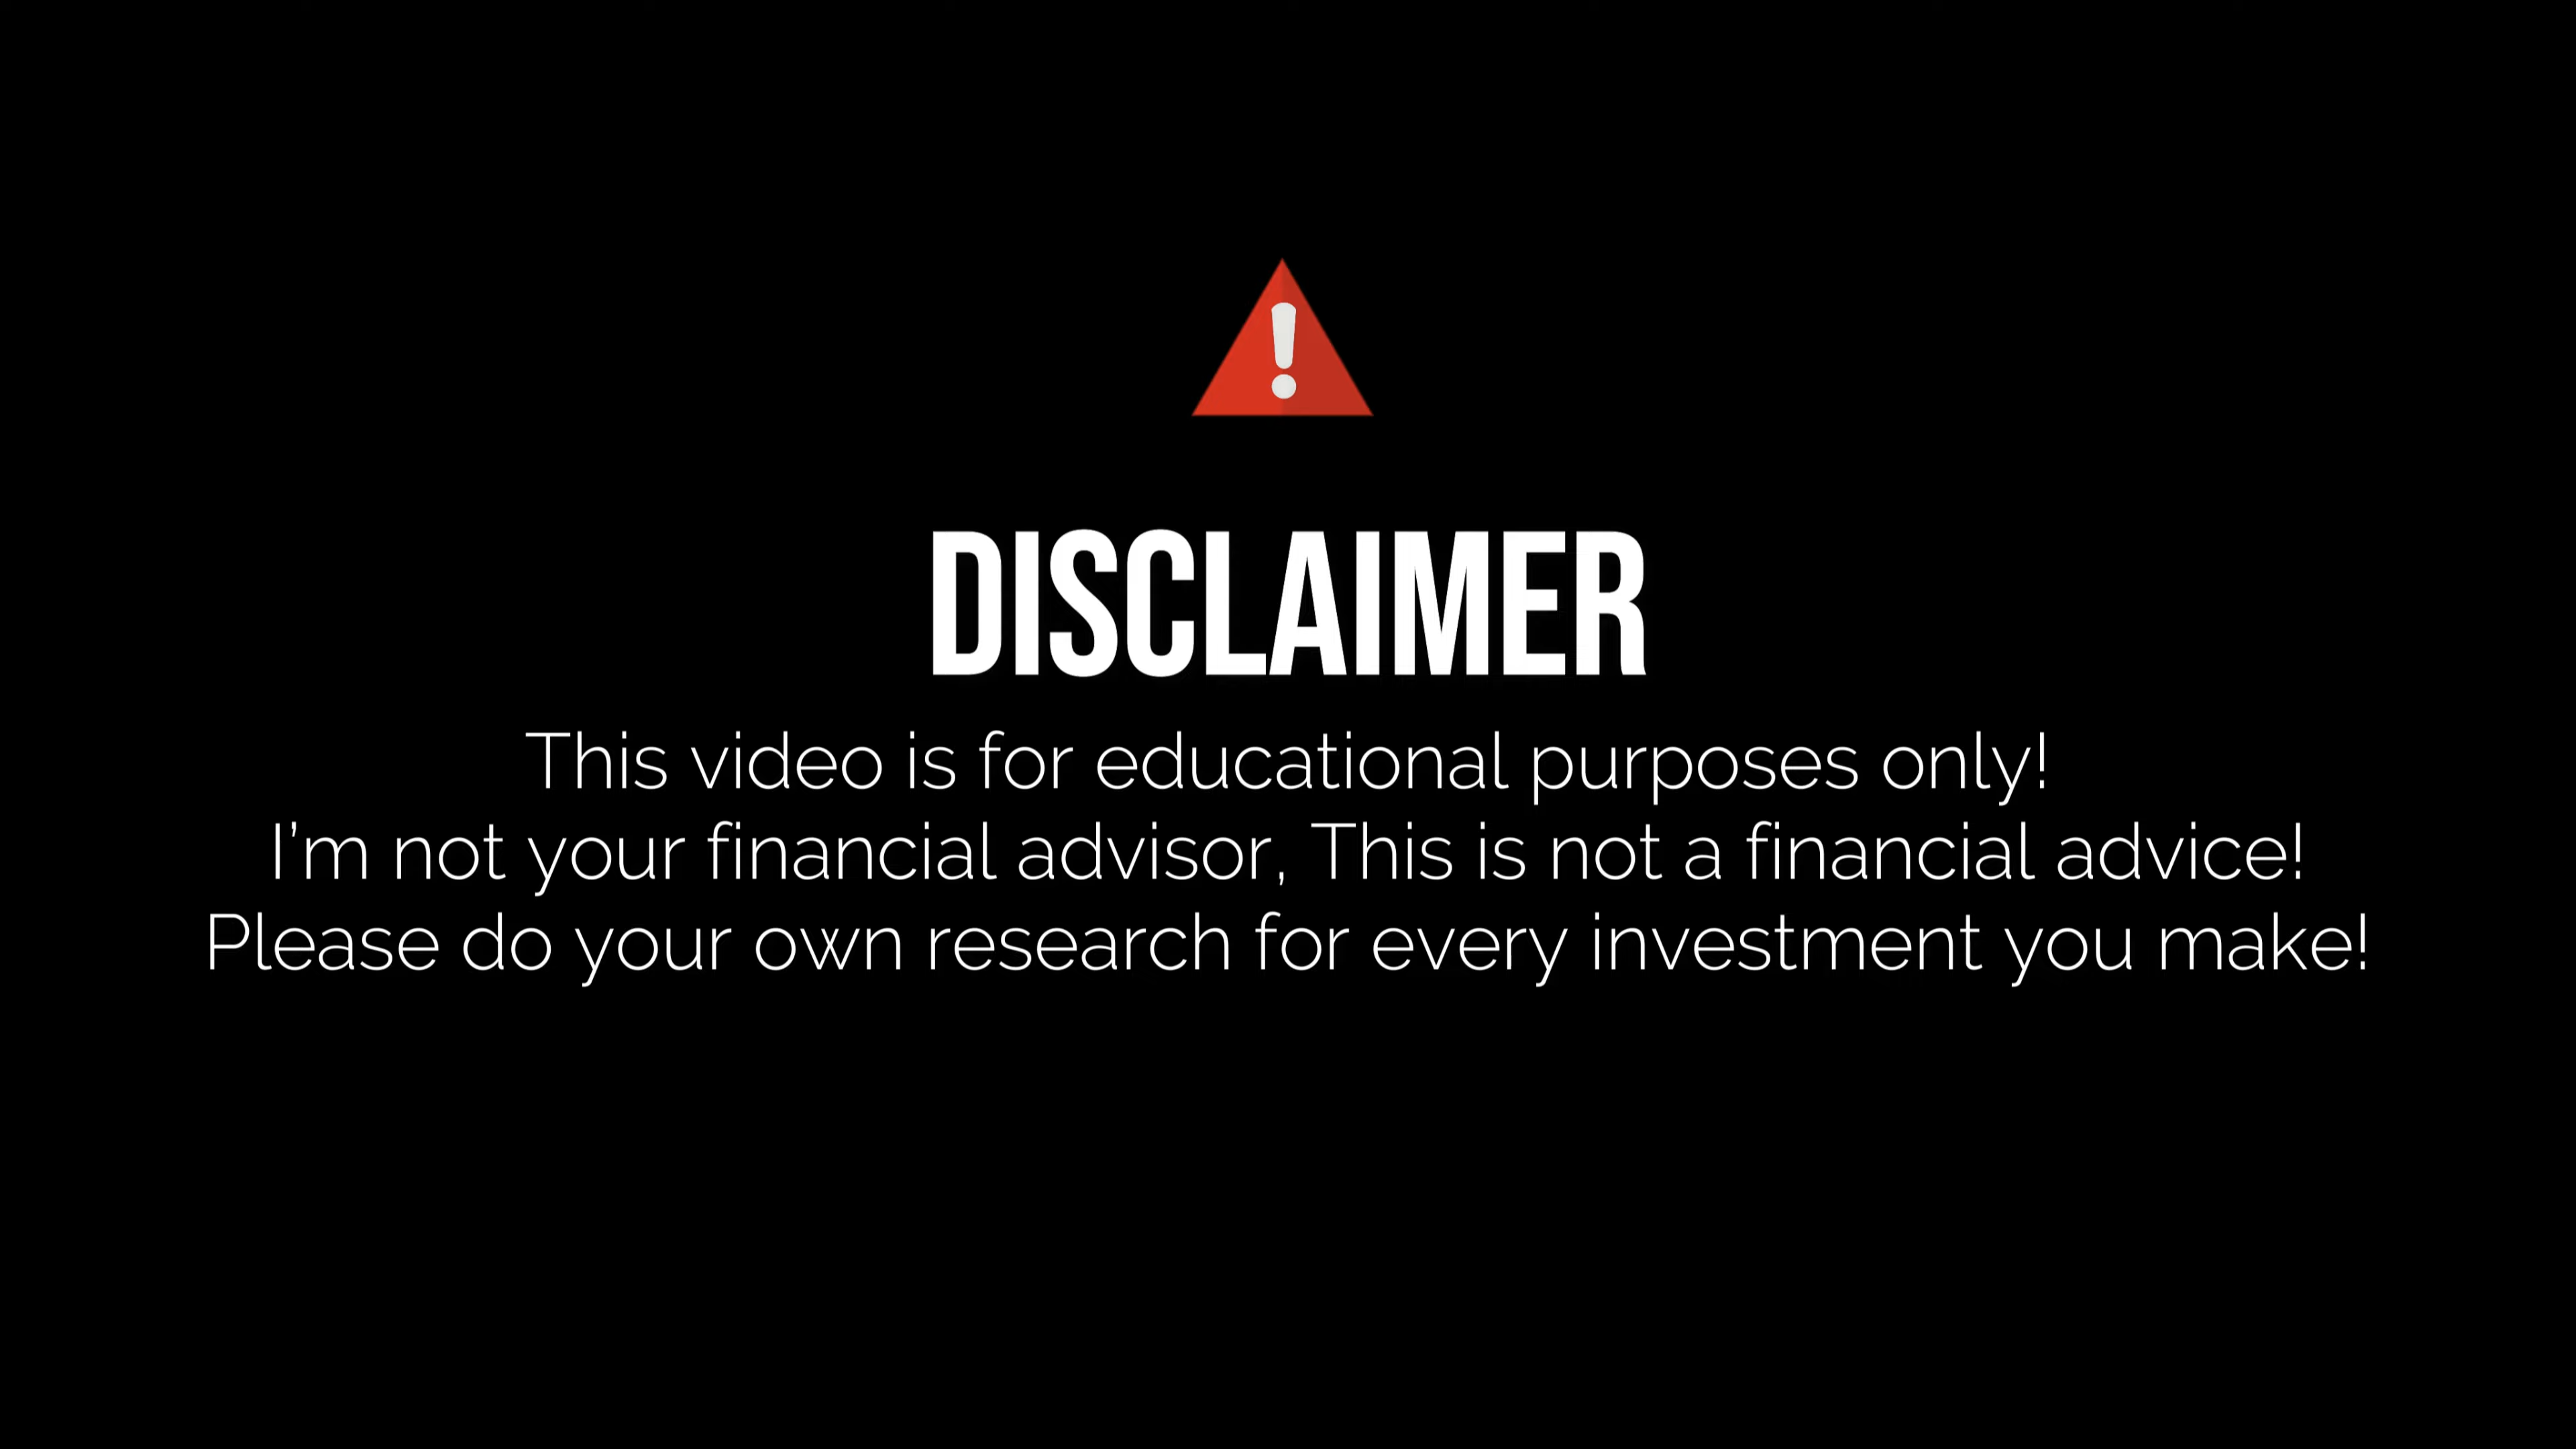 DISCLAIMER
This video is for educational purposes only!
I'm not your financial advisor, This is not a financial advice!
Please do your own research for every investment you make!